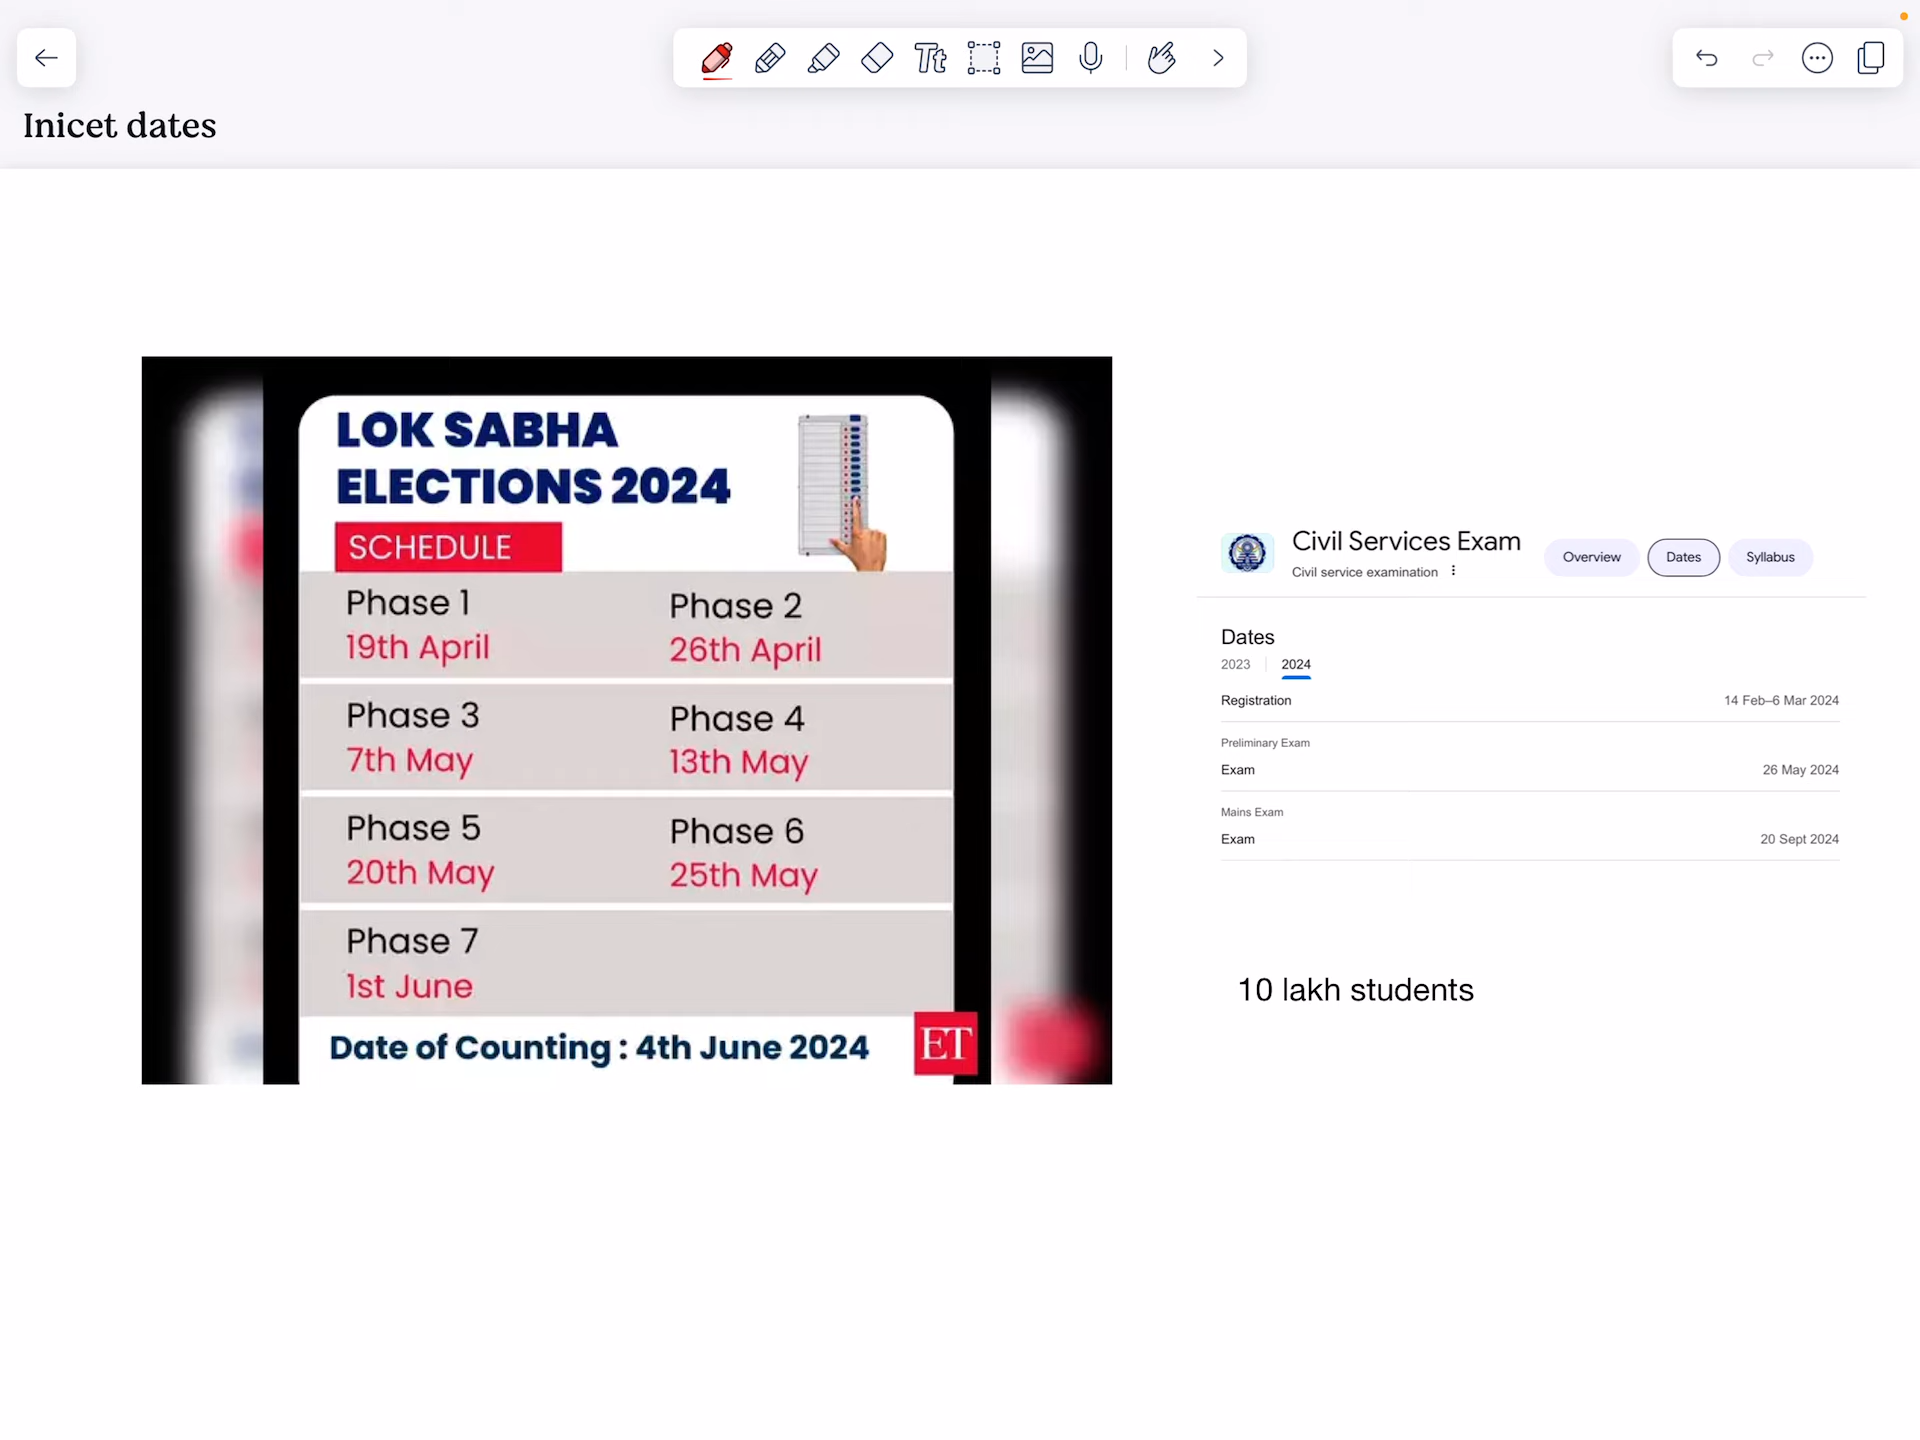 Inicet dates
LOK SABHA
ELECTIONS 2024
SCHEDULE
Phase 1
19th April
Phase 2
26th April
Phase 3
7th May
Phase 4
13th May
Phase 5
20th May
Phase 6
25th May
Phase 7
1st June
Date of Counting : 4th June 2024
ET
Civil Services Exam
Civil service examination
Overview
Dates
Syllabus
Dates
2023 2024
Registration 14 Feb–6 Mar 2024
Preliminary Exam
Exam 26 May 2024
Mains Exam
Exam 20 Sept 2024
10 lakh students